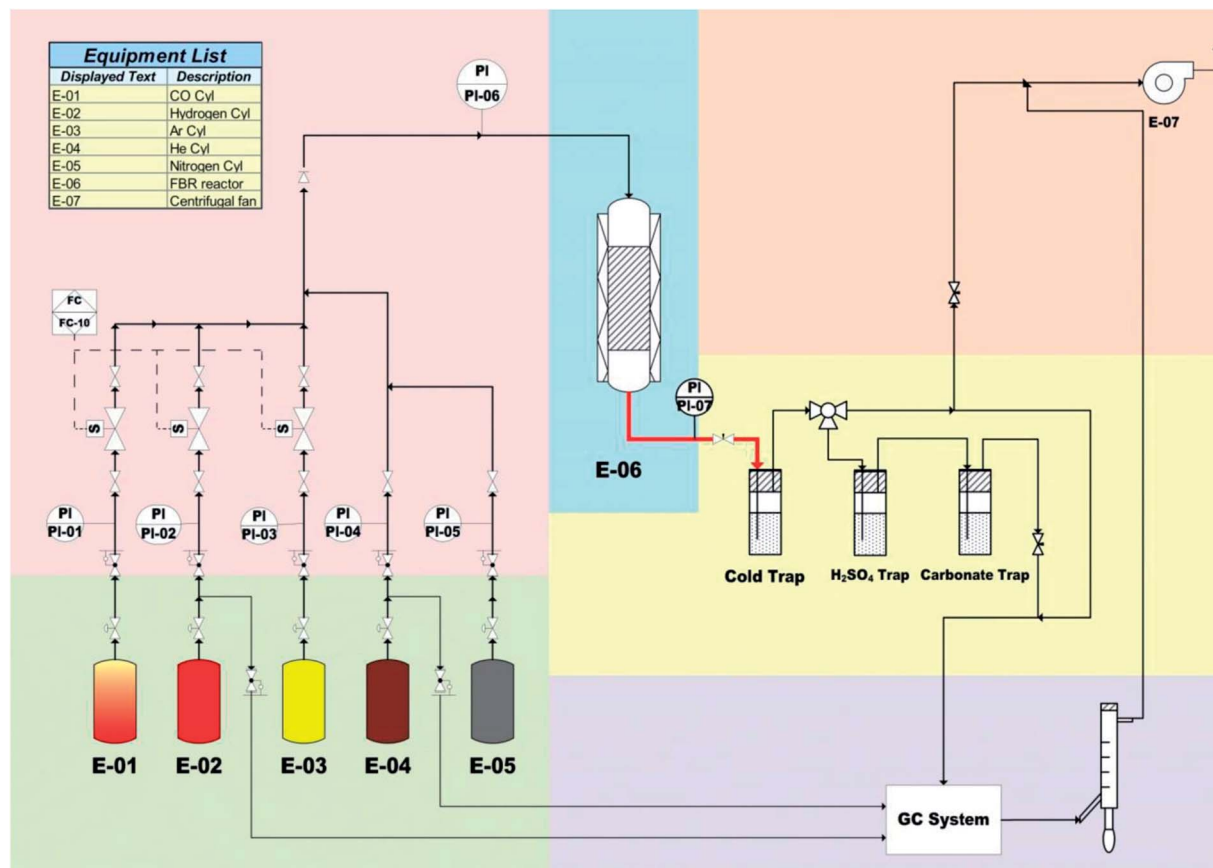 Equipment List
Displayed Text Description
E-01 CO Cyl
E-02 Hydrogen Cyl
E-03 Ar Cyl
E-04 He Cyl
E-05 Nitrogen Cyl
E-06 FBR reactor
E-07 Centrifugal fan
PI
PI-06
E-07
FC
FC-10
S
S
S
PI
PI-07
E-06
PI
PI-01
PI
PI-02
PI
PI-03
PI
PI-04
PI
PI-05
Cold Trap
H₂SO₄ Trap
Carbonate Trap
E-01
E-02
E-03
E-04
E-05
GC System